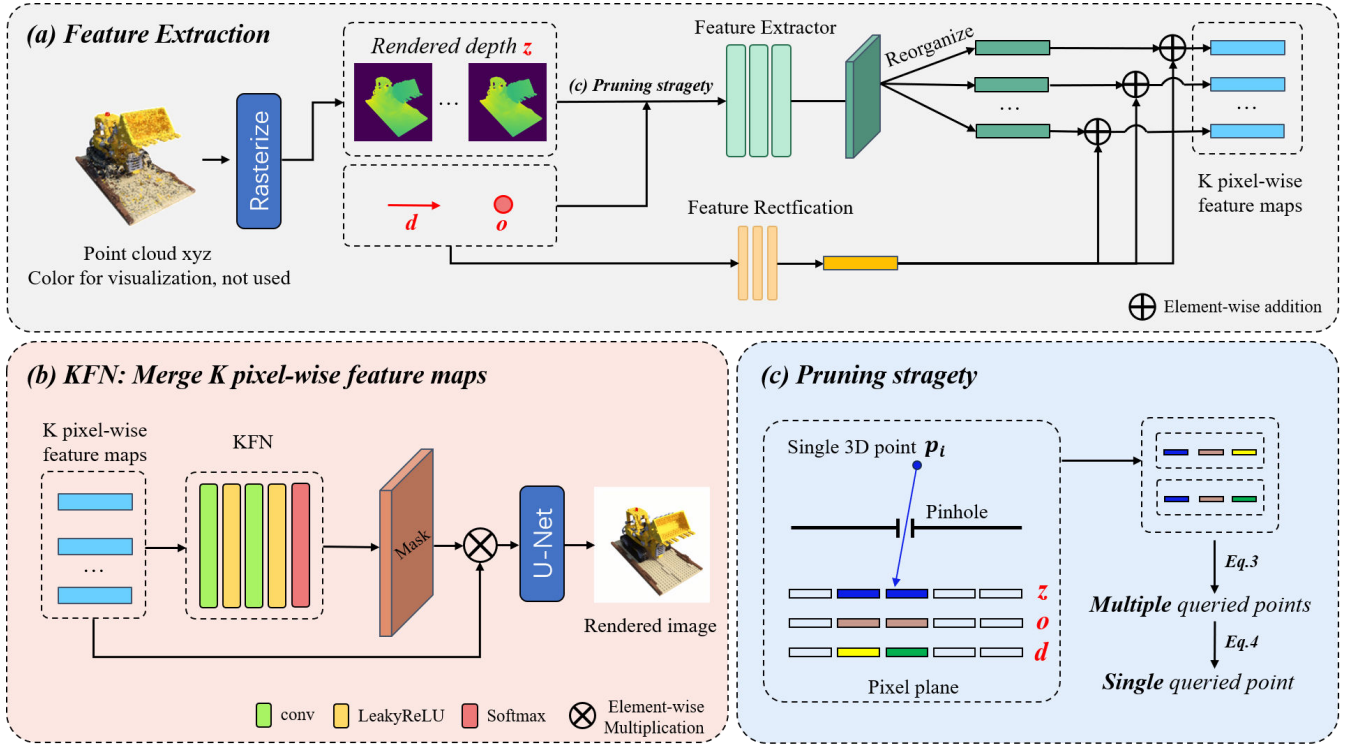 (a) Feature Extraction
Rendered depth z
...
(c) Pruning stragety
Rasterize
d
o
Point cloud xyz
Color for visualization, not used
Feature Extractor
Reorganize
...
...
K pixel-wise
feature maps
Feature Rectfication
Element-wise addition
(b) KFN: Merge K pixel-wise feature maps
K pixel-wise
feature maps
...
KFN
Mask
U-Net
Rendered image
conv
LeakyReLU
Softmax
Element-wise
Multiplication
(c) Pruning stragety
Single 3D point p_i
Pinhole
z
o
d
Pixel plane
Eq.3
Multiple queried points
Eq.4
Single queried point